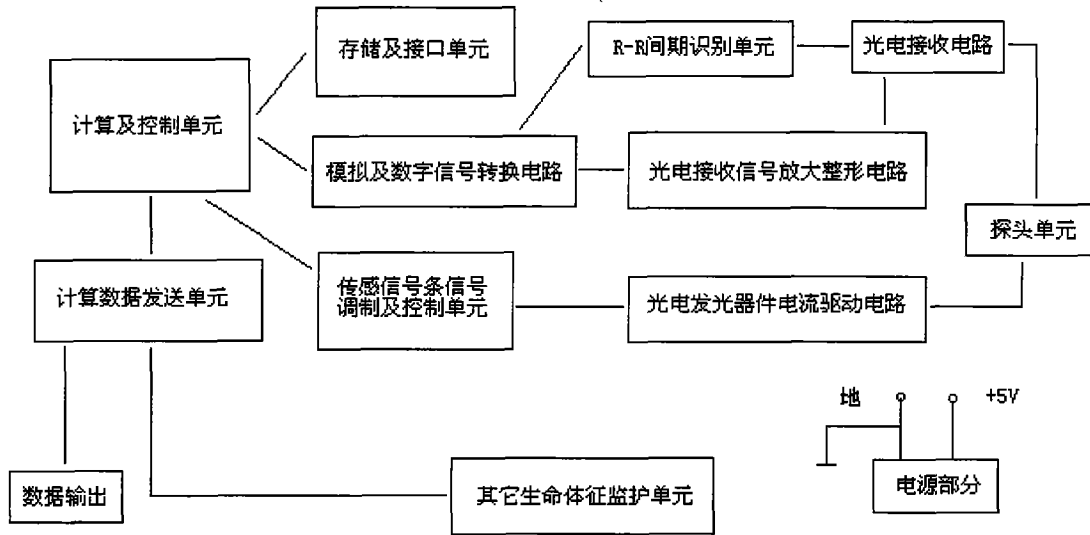 存储及接口单元
R-R间期识别单元
光电接收电路
计算及控制单元
模拟及数字信号转换电路
光电接收信号放大整形电路
探头单元
计算数据发送单元
传感信号条信号
调制及控制单元
光电发光器件电流驱动电路
地
+5V
数据输出
其它生命体征监护单元
电源部分